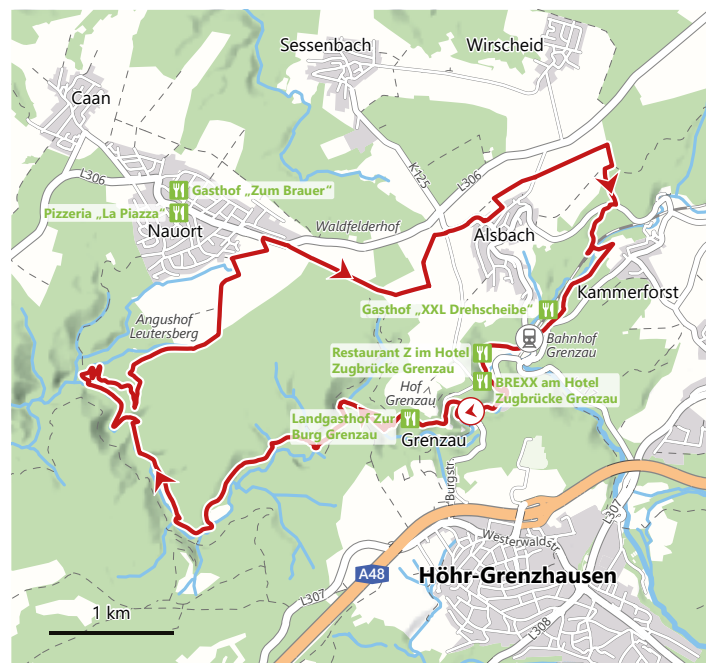 Sessenbach
Wirscheid
Caan
L306
K 125
L306
Gasthof „Zum Brauer“
Pizzeria „La Piazza“
Nauort
Waldfelderhof
Alsbach
Kammerforst
Gasthof „XXL Drehscheibe“
Angushof
Leutersberg
Bahnhof
Grenzau
Restaurant Z im Hotel
Zugbrücke Grenzau
BREXX am Hotel
Zugbrücke Grenzau
Hof
Grenzau
Landgasthof Zur
Burg Grenzau
Grenzau
Burgstr.
L307
Westerwaldstr.
A48
Höhr-Grenzhausen
L307
L308
1 km